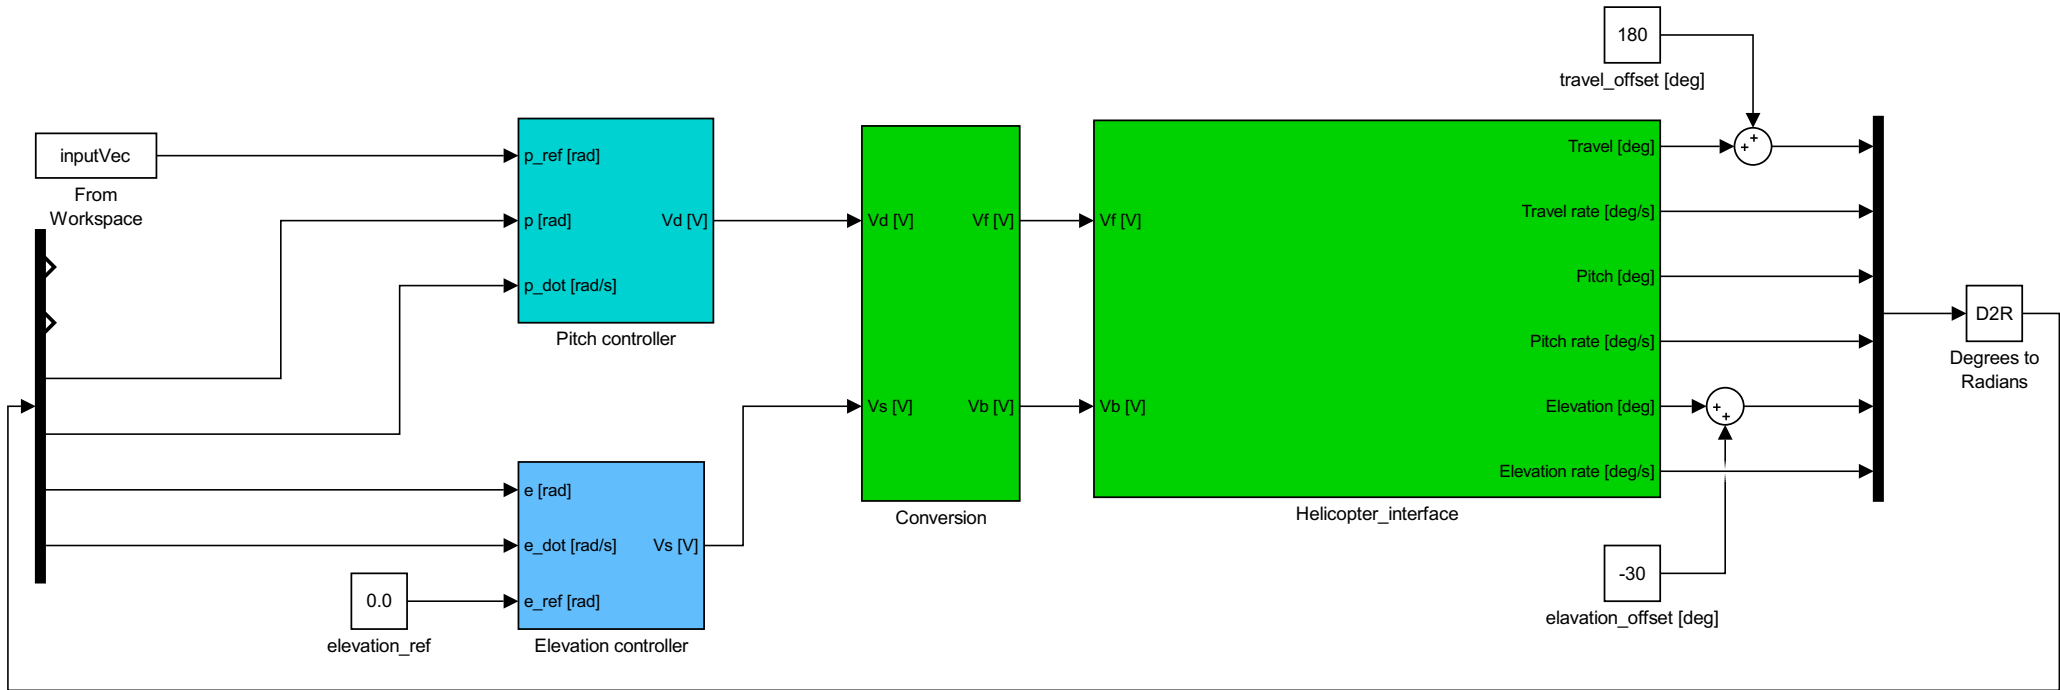 180
travel_offset [deg]
inputVec
From
Workspace
p_ref [rad]
p [rad]
p_dot [rad/s]
Vd [V]
Pitch controller
Vd [V]
Vs [V]
Vf [V]
Vb [V]
Conversion
Vf [V]
Vb [V]
Travel [deg]
Travel rate [deg/s]
Pitch [deg]
Pitch rate [deg/s]
Elevation [deg]
Elevation rate [deg/s]
Helicopter_interface
+
+
+
+
D2R
Degrees to
Radians
e [rad]
e_dot [rad/s]
e_ref [rad]
Vs [V]
Elevation controller
0.0
elevation_ref
-30
elavation_offset [deg]